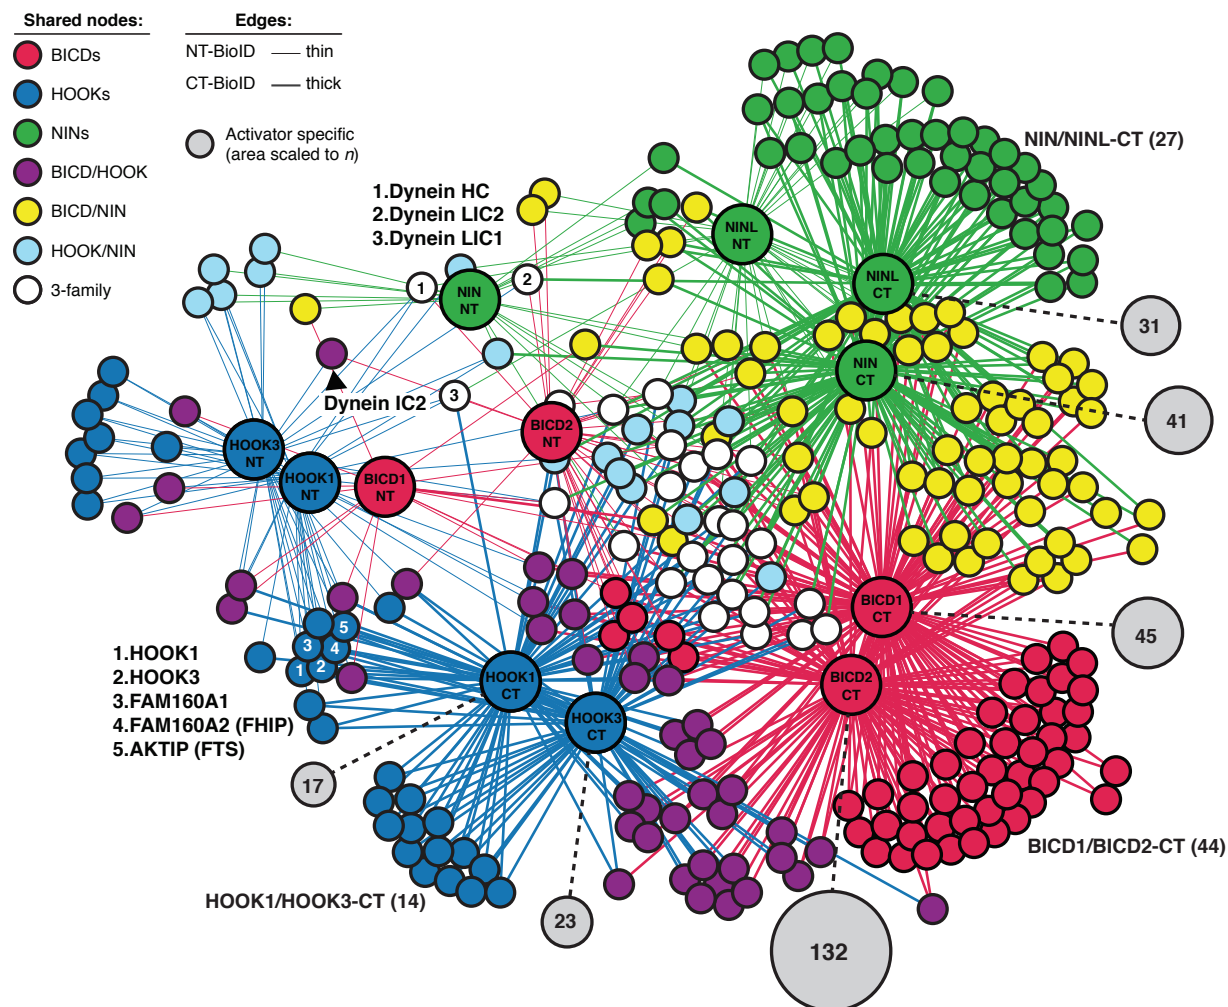 Shared nodes:
BICDs
HOOKs
NINs
BICD/HOOK
BICD/NIN
HOOK/NIN
3-family
Edges:
NT-BioID — thin
CT-BioID — thick
Activator specific
(area scaled to n)
1.Dynein HC
2.Dynein LIC2
3.Dynein LIC1
NIN/NINL-CT (27)
NINL
NT
NINL
CT
1
2
NIN
NT
31
NIN
CT
3
Dynein IC2
41
BICD2
NT
HOOK3
NT
HOOK1
NT
BICD1
NT
BICD1
CT
45
5
3
4
1
2
1.HOOK1
2.HOOK3
3.FAM160A1
4.FAM160A2 (FHIP)
5.AKTIP (FTS)
HOOK1
CT
BICD2
CT
HOOK3
CT
17
BICD1/BICD2-CT (44)
HOOK1/HOOK3-CT (14)
23
132